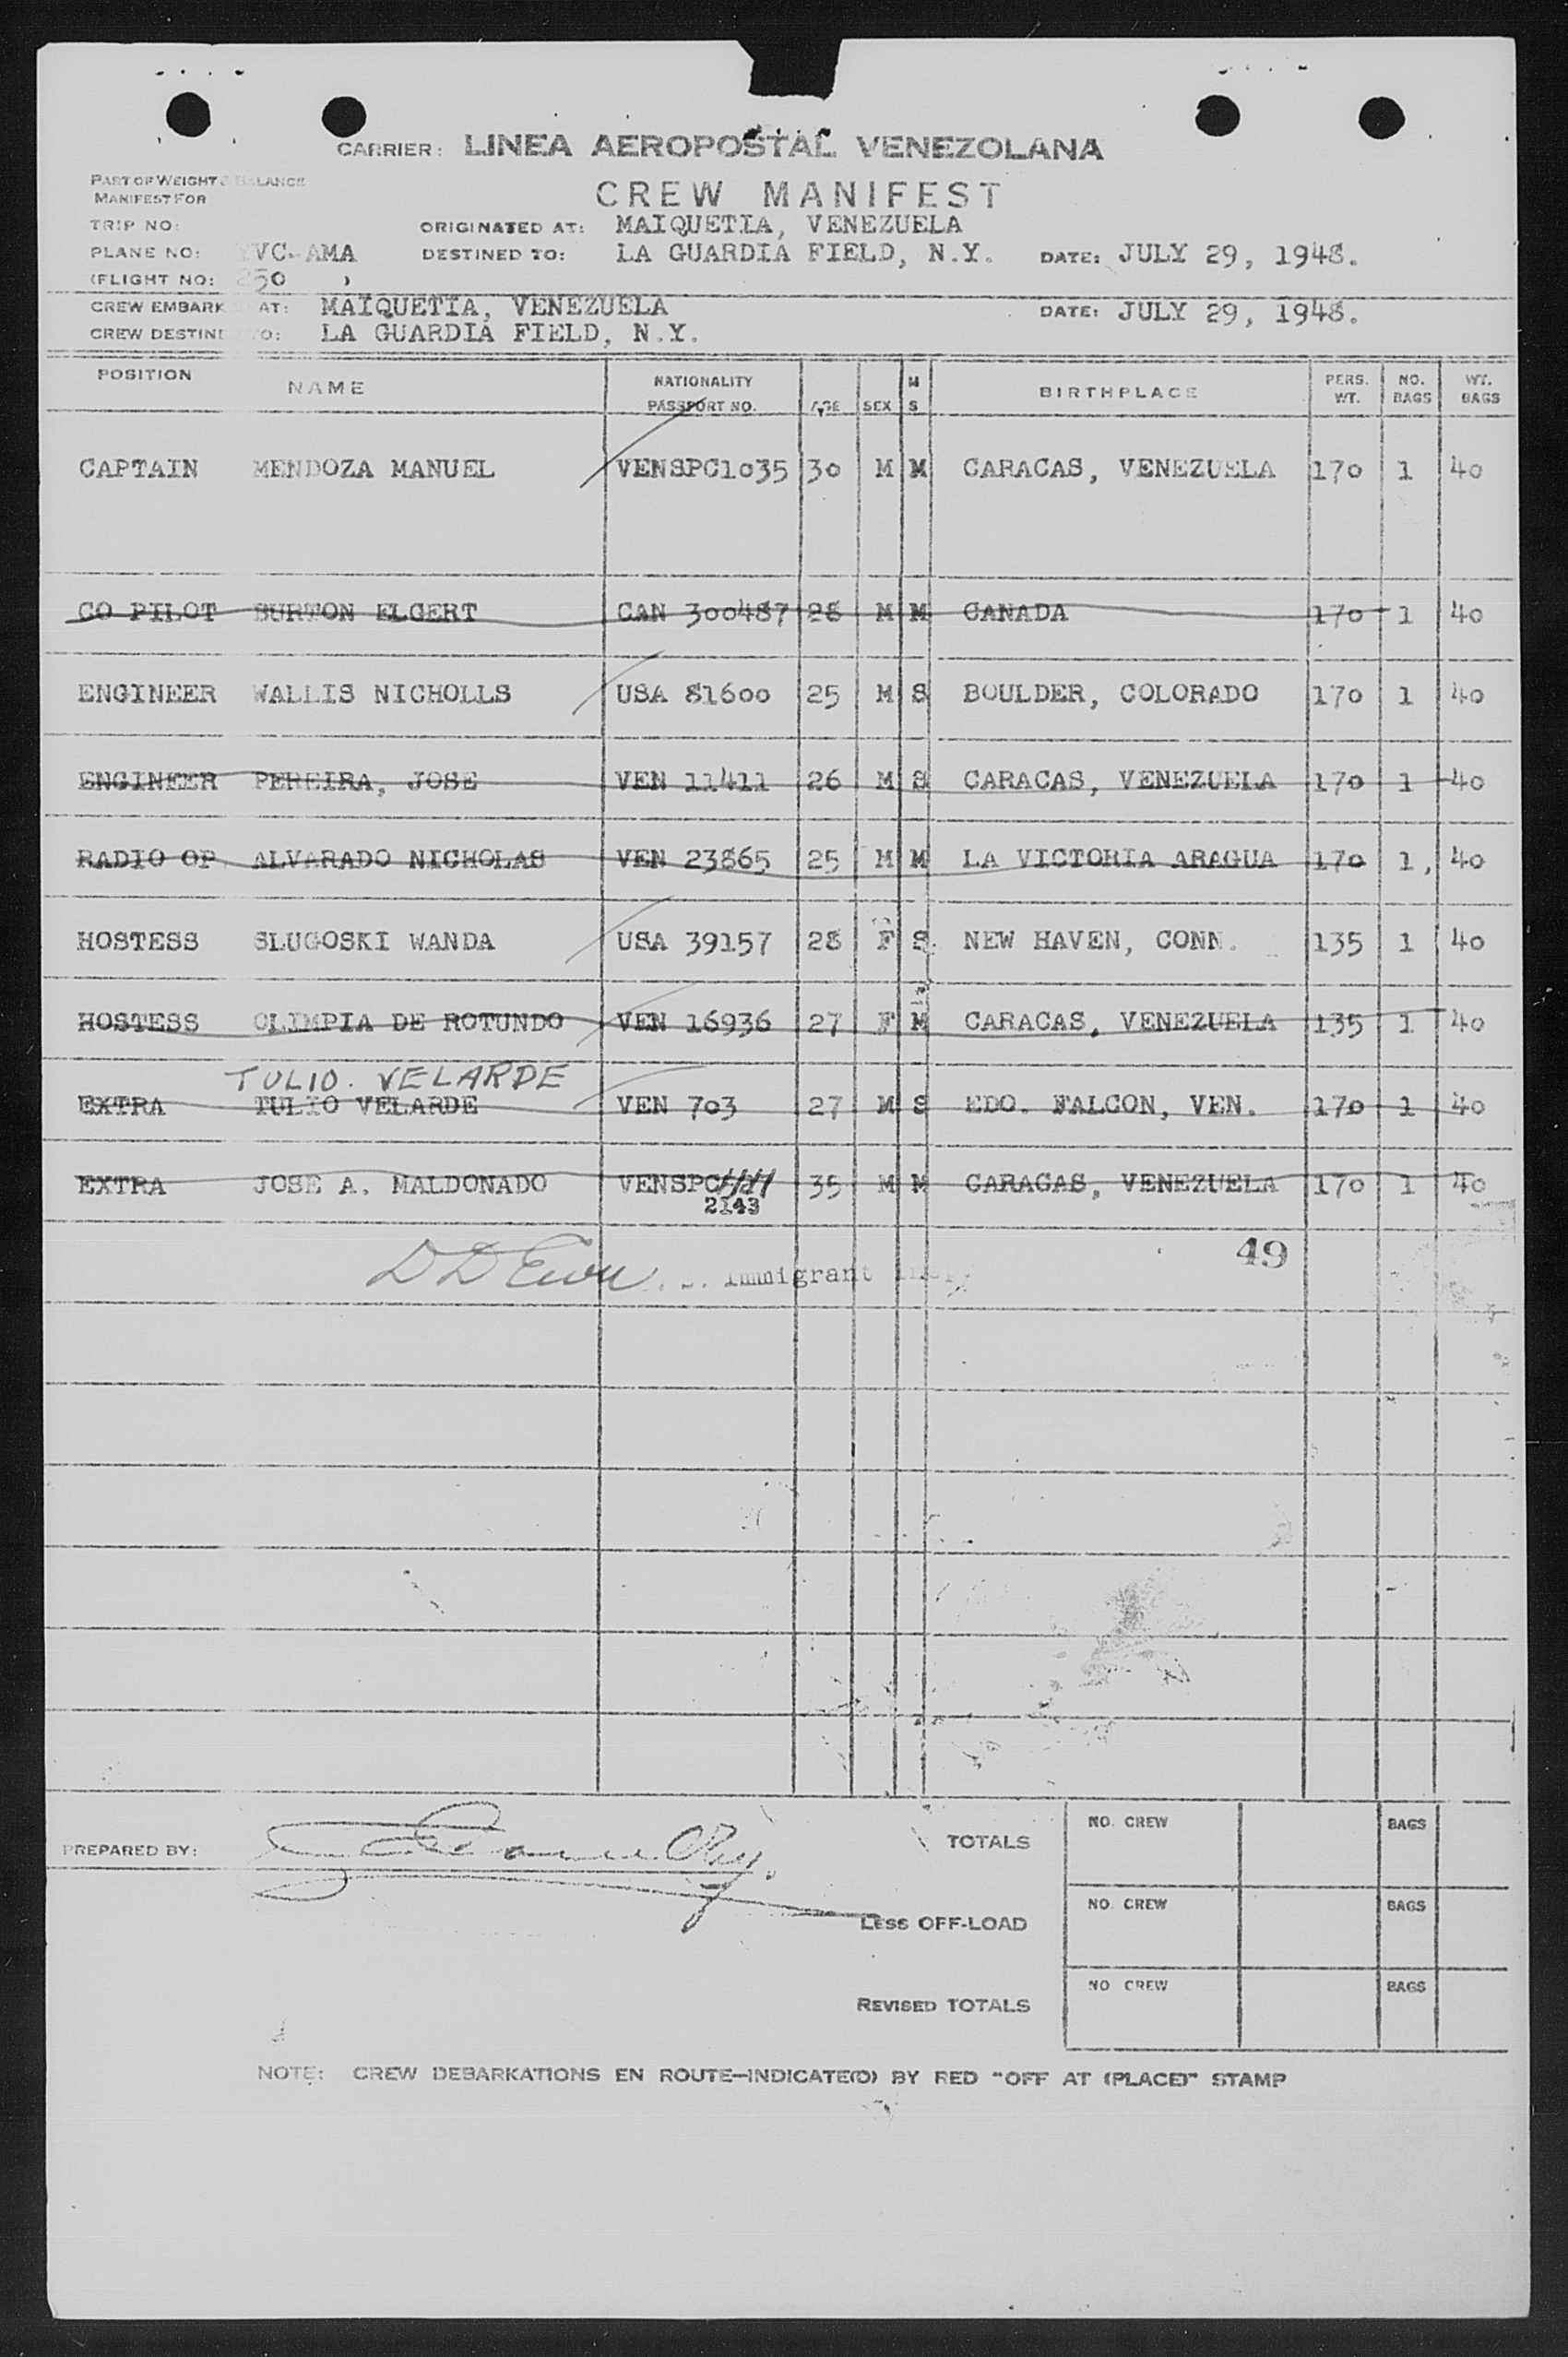 CARRIER: LINEA AEROPOSTAL VENEZOLANA
PART OF WEIGHT & BALANCE
MANIFEST FOR
CREW MANIFEST
TRIP NO: ORIGINATED AT: MAIQUETIA, VENEZUELA
PLANE NO: YVC-AMA DESTINED TO: LA GUARDIA FIELD, N.Y. DATE: JULY 29, 1948.
(FLIGHT NO: 250 )
CREW EMBARK AT: MAIQUETIA, VENEZUELA DATE: JULY 29, 1948.
CREW DESTINE TO: LA GUARDIA FIELD, N.Y.
POSITION NAME NATIONALITY PASSPORT NO. AGE SEX M S BIRTHPLACE PERS. WT. NO. BAGS WT. BAGS
CAPTAIN MENDOZA MANUEL VENSPC1035 30 M M CARACAS, VENEZUELA 170 1 40
CO PILOT BURTON ELGERT CAN 300487 28 M M CANADA 170 1 40
ENGINEER WALLIS NICHOLLS USA 81600 25 M S BOULDER, COLORADO 170 1 40
ENGINEER PEREIRA, JOSE VEN 11411 26 M S CARACAS, VENEZUELA 170 1 40
RADIO OP ALVARADO NICHOLAS VEN 23865 25 M M LA VICTORIA ARAGUA 170 1, 40
HOSTESS SLUGOSKI WANDA USA 39157 28 F S NEW HAVEN, CONN. 135 1 40
HOSTESS OLIMPIA DE ROTUNDO VEN 16936 27 F M CARACAS, VENEZUELA 135 1 40
TULIO. VELARDE
EXTRA TULIO VELARDE VEN 703 27 M S EDO. FALCON, VEN. 170 1 40
EXTRA JOSE A. MALDONADO VENSPC 35 M M CARACAS, VENEZUELA 170 1 40
2143
49
Immigrant
PREPARED BY:
TOTALS NO. CREW BAGS
LESS OFF-LOAD NO. CREW BAGS
REVISED TOTALS NO CREW BAGS
NOTE: CREW DEBARKATIONS EN ROUTE—INDICATE(D) BY RED "OFF AT (PLACE)" STAMP